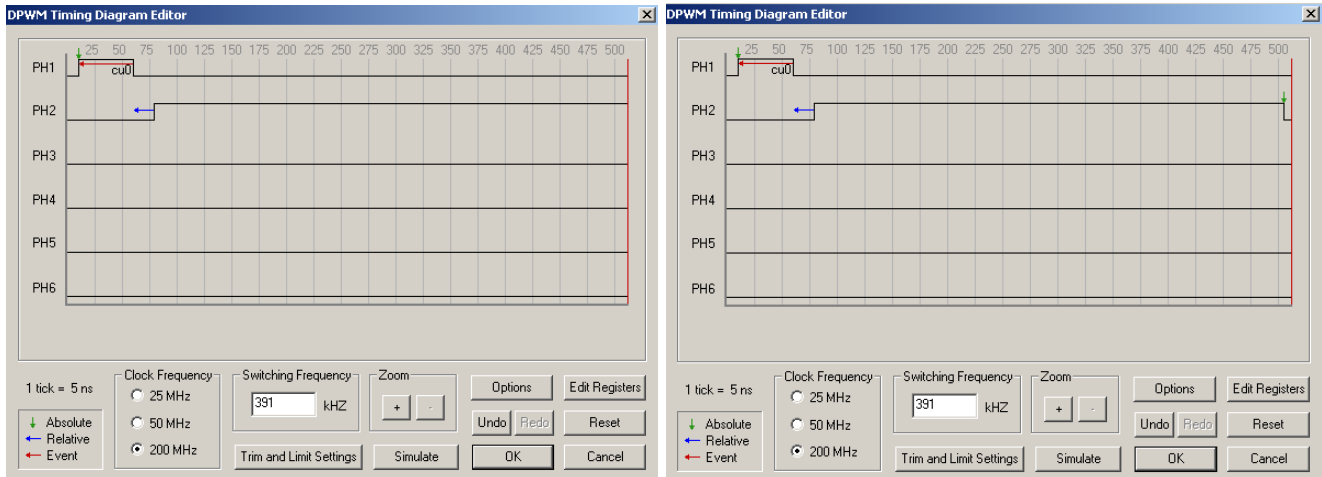 DPWM Timing Diagram Editor
25 50 75 100 125 150 175 200 225 250 275 300 325 350 375 400 425 450 475 500
PH1
cu0
PH2
PH3
PH4
PH5
PH6
1 tick = 5 ns
Absolute
Relative
Event
Clock Frequency
25 MHz
50 MHz
200 MHz
Switching Frequency
391 kHZ
Trim and Limit Settings
Zoom
+ -
Simulate
Options
Edit Registers
Undo Redo
Reset
OK
Cancel
DPWM Timing Diagram Editor
25 50 75 100 125 150 175 200 225 250 275 300 325 350 375 400 425 450 475 500
PH1
cu0
PH2
PH3
PH4
PH5
PH6
1 tick = 5 ns
Absolute
Relative
Event
Clock Frequency
25 MHz
50 MHz
200 MHz
Switching Frequency
391 kHZ
Trim and Limit Settings
Zoom
+ -
Simulate
Options
Edit Registers
Undo Redo
Reset
OK
Cancel